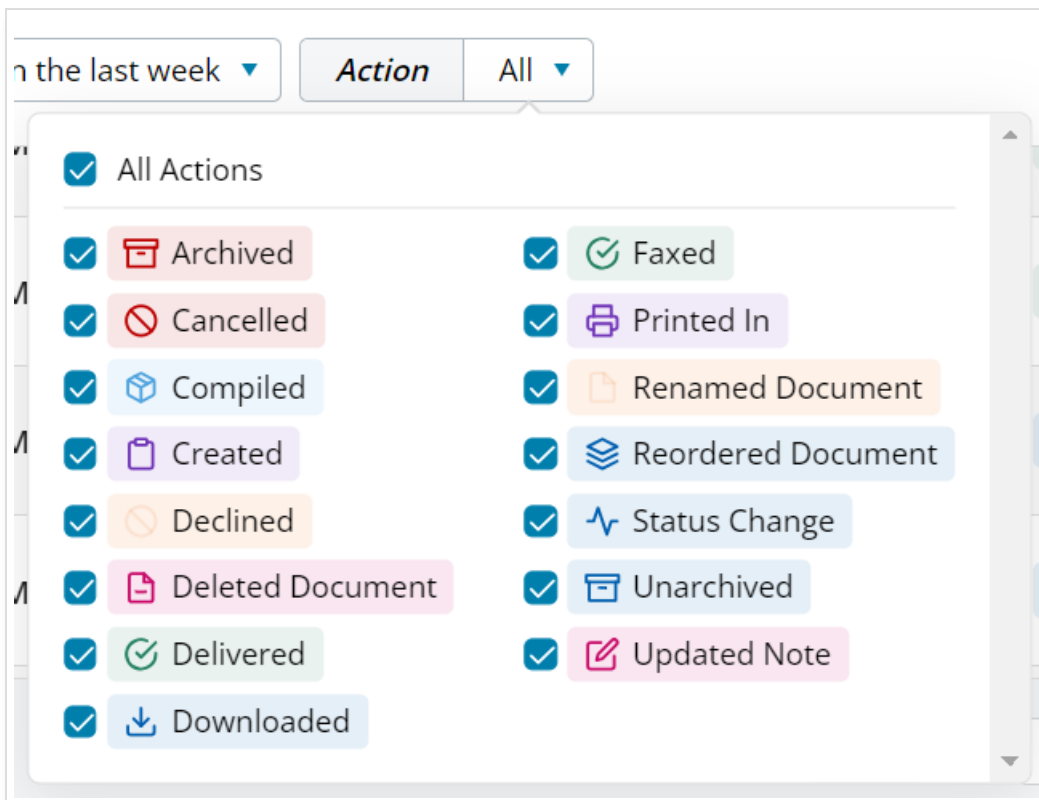 the last week Action All
All Actions
Archived
Cancelled
Compiled
Created
Declined
Deleted Document
Delivered
Downloaded
Faxed
Printed In
Renamed Document
Reordered Document
Status Change
Unarchived
Updated Note